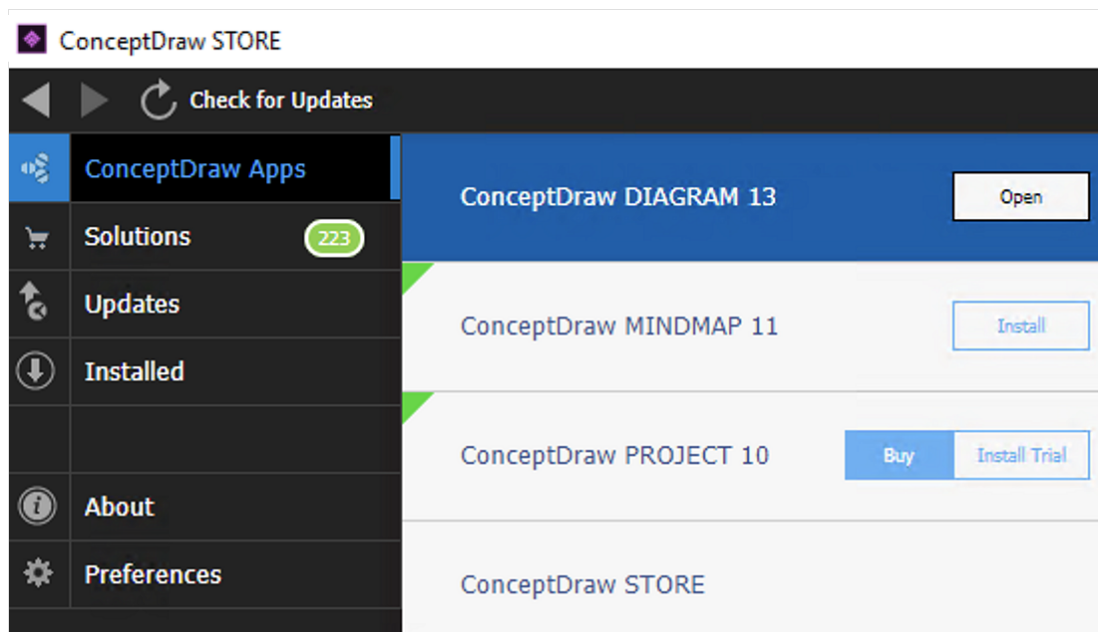 ConceptDraw STORE
Check for Updates
ConceptDraw Apps
Solutions 223
Updates
Installed
About
Preferences
ConceptDraw DIAGRAM 13 Open
ConceptDraw MINDMAP 11 Install
ConceptDraw PROJECT 10 Buy Install Trial
ConceptDraw STORE